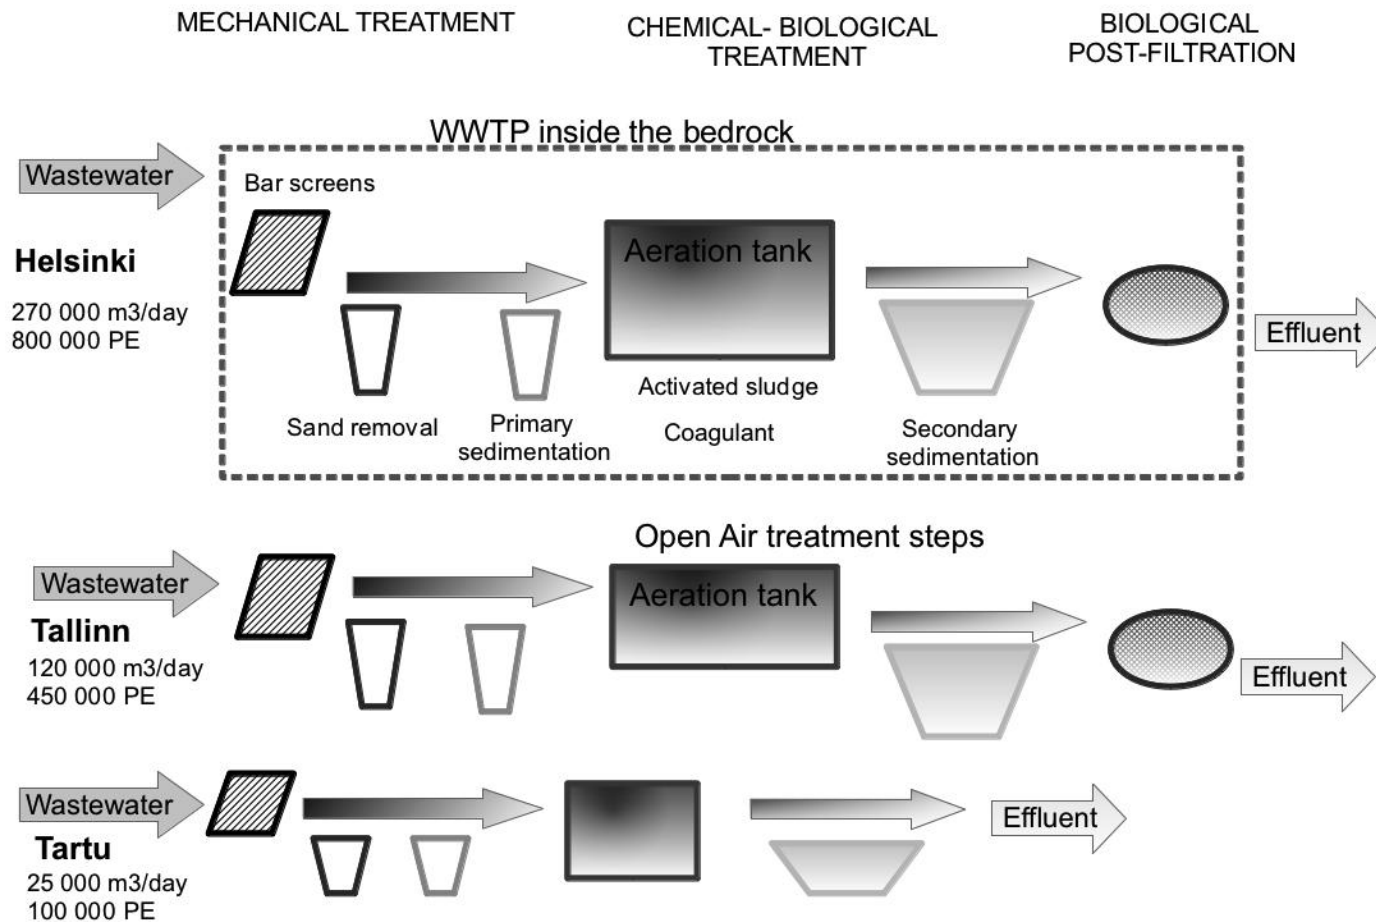 MECHANICAL TREATMENT
CHEMICAL- BIOLOGICAL
TREATMENT
BIOLOGICAL
POST-FILTRATION
WWTP inside the bedrock
Wastewater
Bar screens
Helsinki
270 000 m3/day
800 000 PE
Aeration tank
Effluent
Activated sludge
Coagulant
Sand removal
Primary
sedimentation
Secondary
sedimentation
Open Air treatment steps
Wastewater
Tallinn
120 000 m3/day
450 000 PE
Aeration tank
Effluent
Wastewater
Tartu
25 000 m3/day
100 000 PE
Effluent